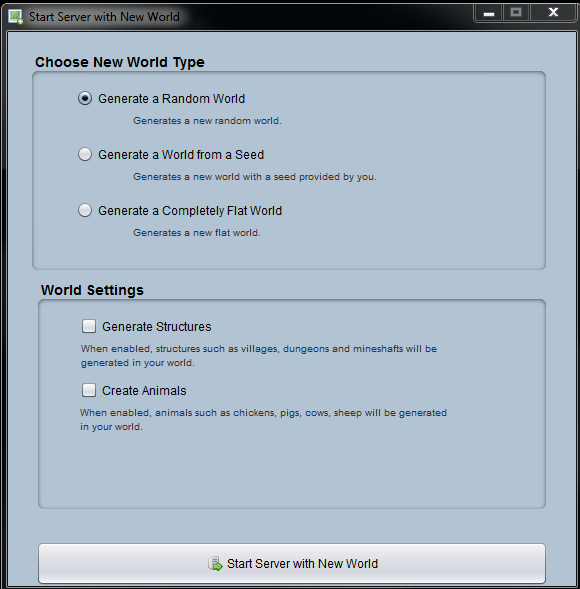 Start Server with New World
Choose New World Type
Generate a Random World
Generates a new random world.
Generate a World from a Seed
Generates a new world with a seed provided by you.
Generate a Completely Flat World
Generates a new flat world.
World Settings
Generate Structures
When enabled, structures such as villages, dungeons and mineshafts will be
generated in your world.
Create Animals
When enabled, animals such as chickens, pigs, cows, sheep will be generated
in your world.
Start Server with New World